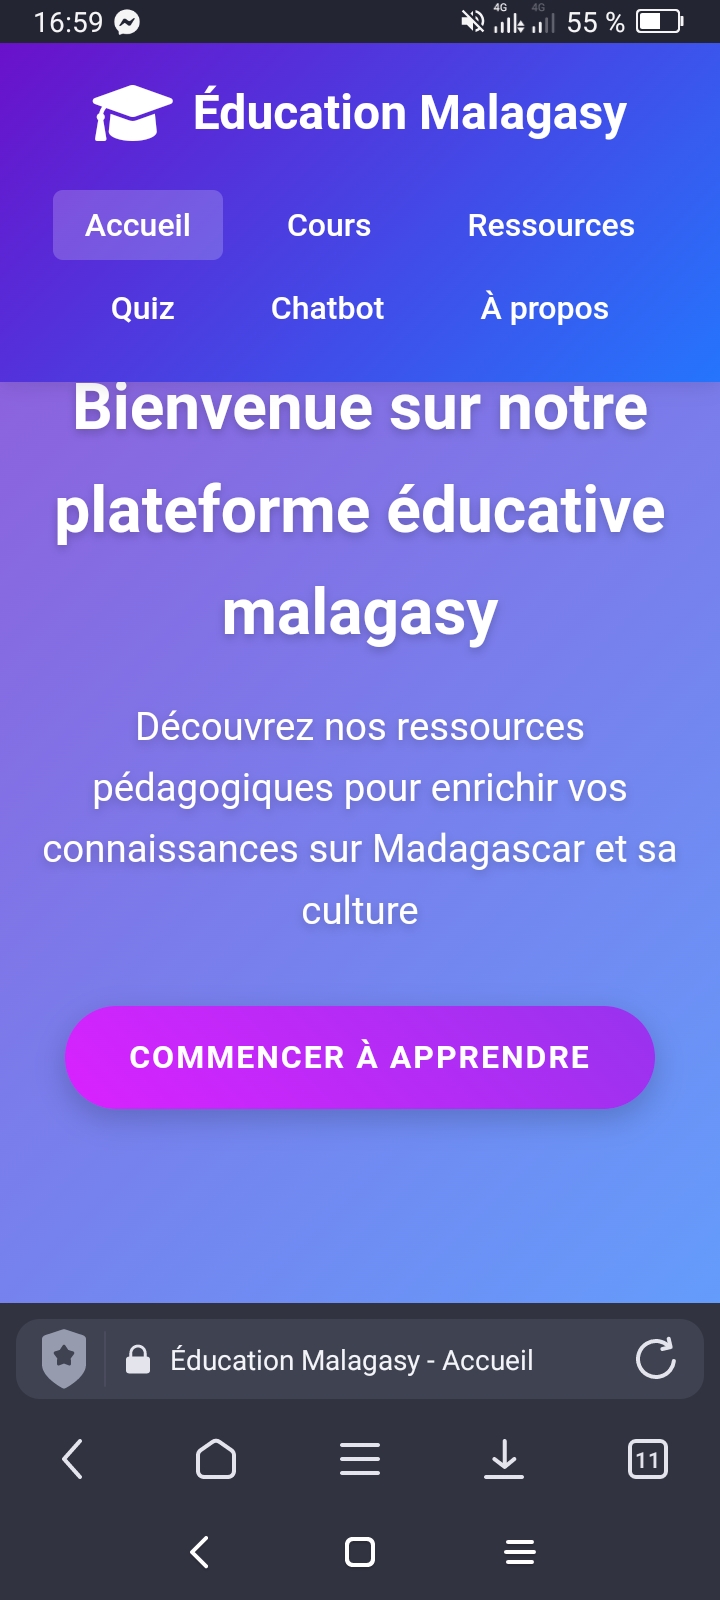 16:59 4G 4G 55 %
Éducation Malagasy
Accueil Cours Ressources
Quiz Chatbot À propos
Bienvenue sur notre
plateforme éducative
malagasy
Découvrez nos ressources
pédagogiques pour enrichir vos
connaissances sur Madagascar et sa
culture
COMMENCER À APPRENDRE
Éducation Malagasy - Accueil
11